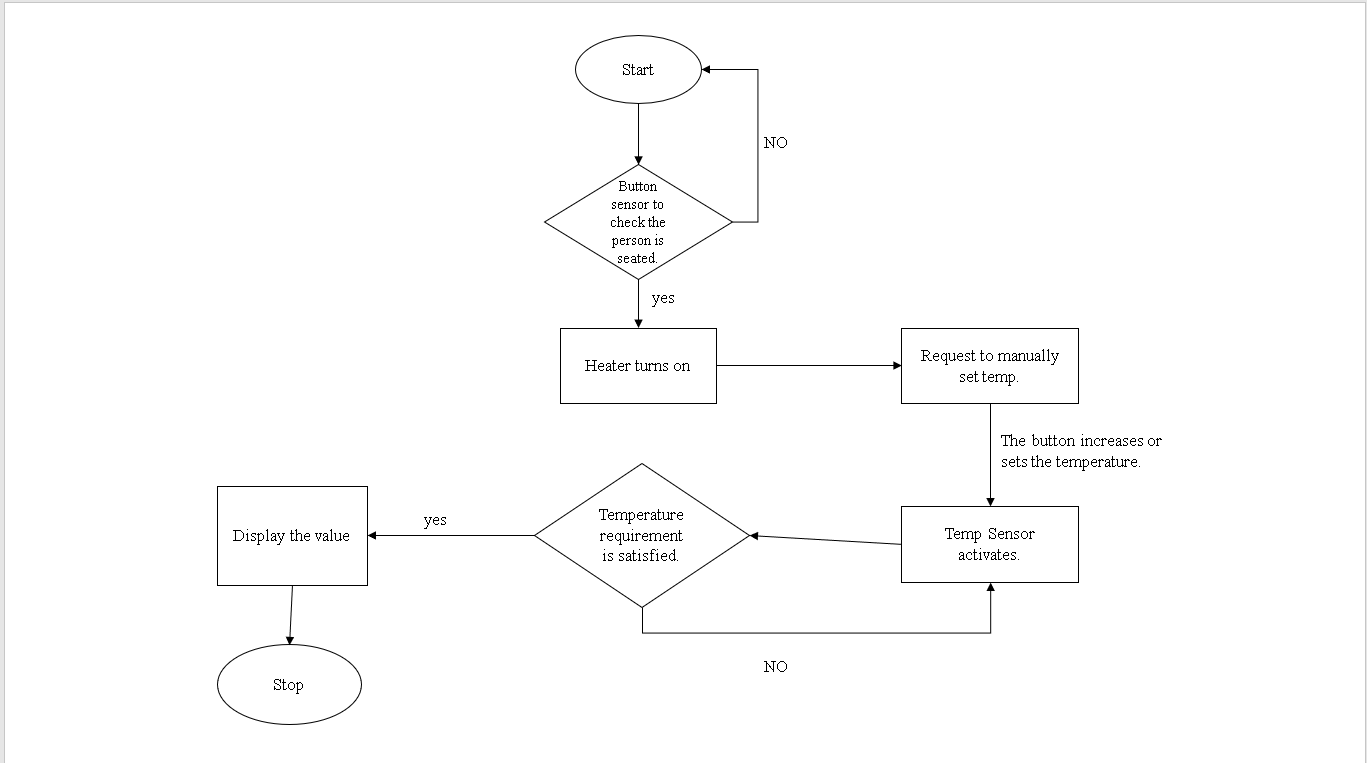 Start
NO
Button
sensor to
check the
person is
seated.
yes
Heater turns on
Request to manually
set temp.
The button increases or
sets the temperature.
Temp Sensor
activates.
Temperature
requirement
is satisfied.
yes
Display the value
NO
Stop